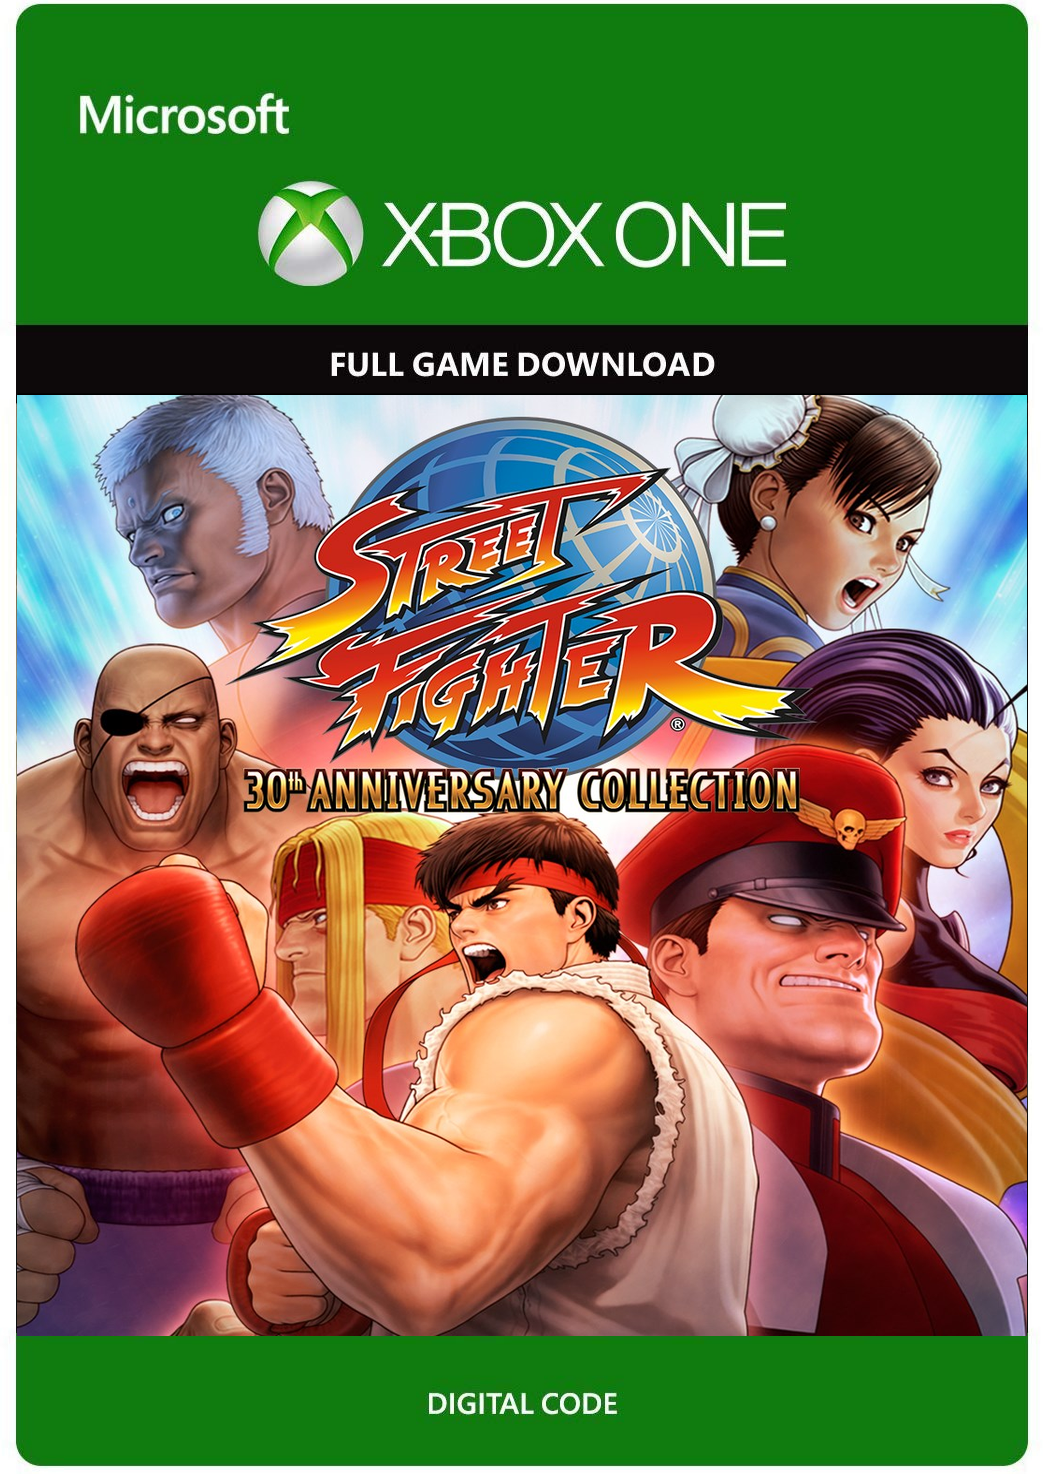 Microsoft
XBOX ONE
FULL GAME DOWNLOAD
STREET
FIGHTER®
30th ANNIVERSARY COLLECTION
DIGITAL CODE